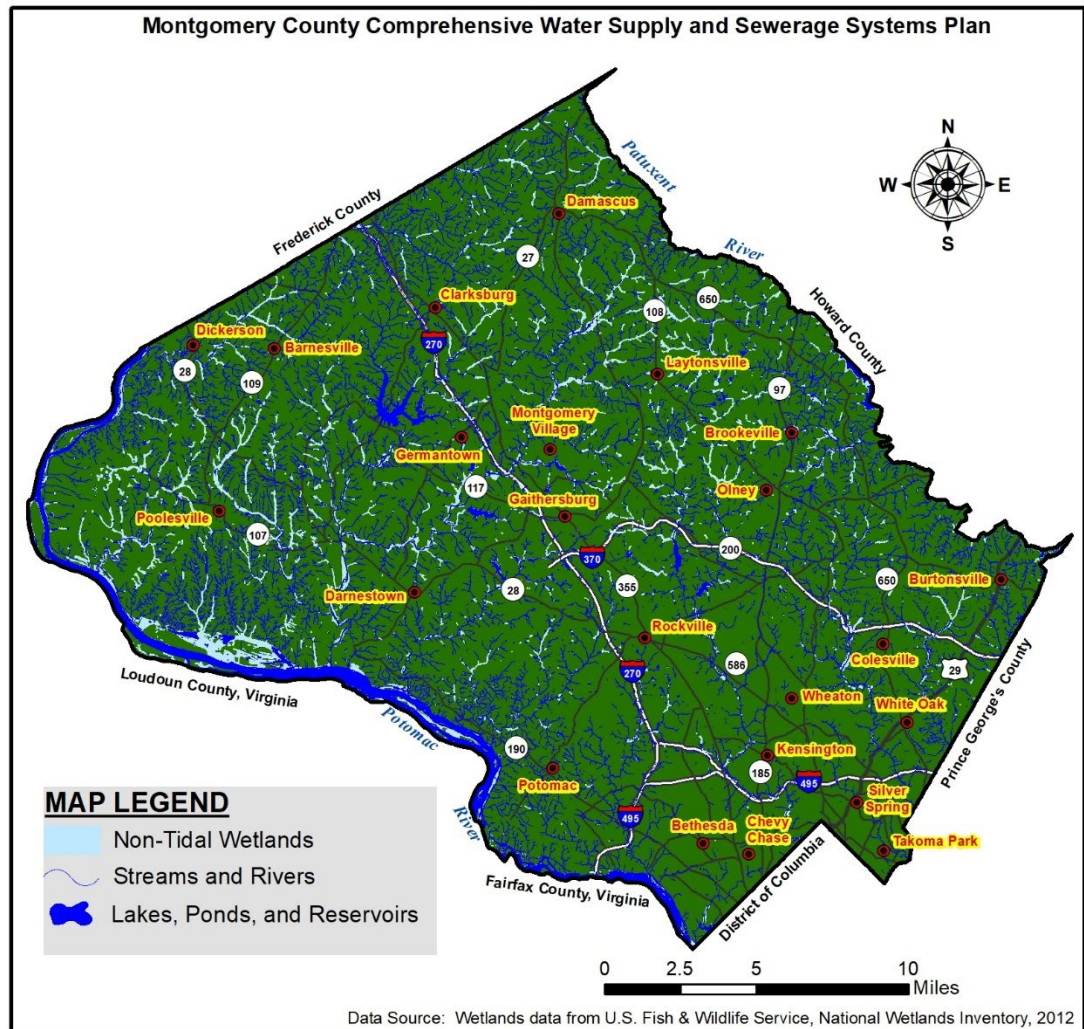 Montgomery County Comprehensive Water Supply and Sewerage Systems Plan
N
W
E
S
Patuxent
River
Frederick County
Howard County
Damascus
27
Clarksburg
270
108
650
Dickerson
Barnesville
28
109
Laytonsville
97
Montgomery
Village
Brookeville
Germantown
117
Gaithersburg
Olney
Poolesville
107
370
200
650
Burtonsville
Darnestown
28
355
Rockville
Colesville
29
270
586
Wheaton
White Oak
Loudoun County, Virginia
Potomac
River
Prince George's County
190
Potomac
Kensington
185
495
Silver
Spring
495
Bethesda
Chevy
Chase
Takoma Park
Fairfax County, Virginia
District of Columbia
MAP LEGEND
Non-Tidal Wetlands
Streams and Rivers
Lakes, Ponds, and Reservoirs
0 2.5 5 10
Miles
Data Source: Wetlands data from U.S. Fish & Wildlife Service, National Wetlands Inventory, 2012